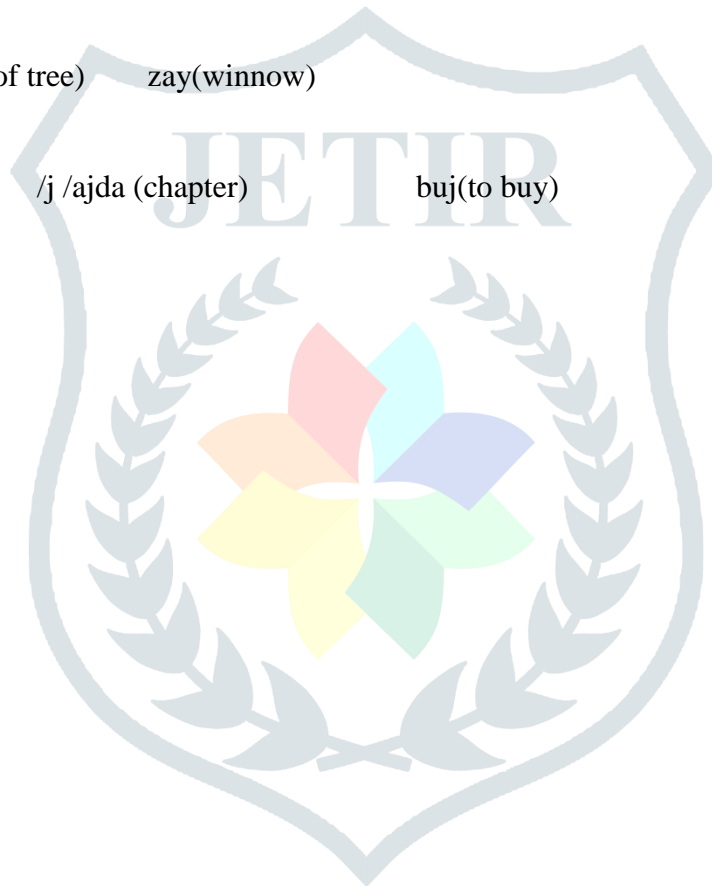 of tree) zay(winnow)
/j /ajda (chapter) buj(to buy)
JETIR